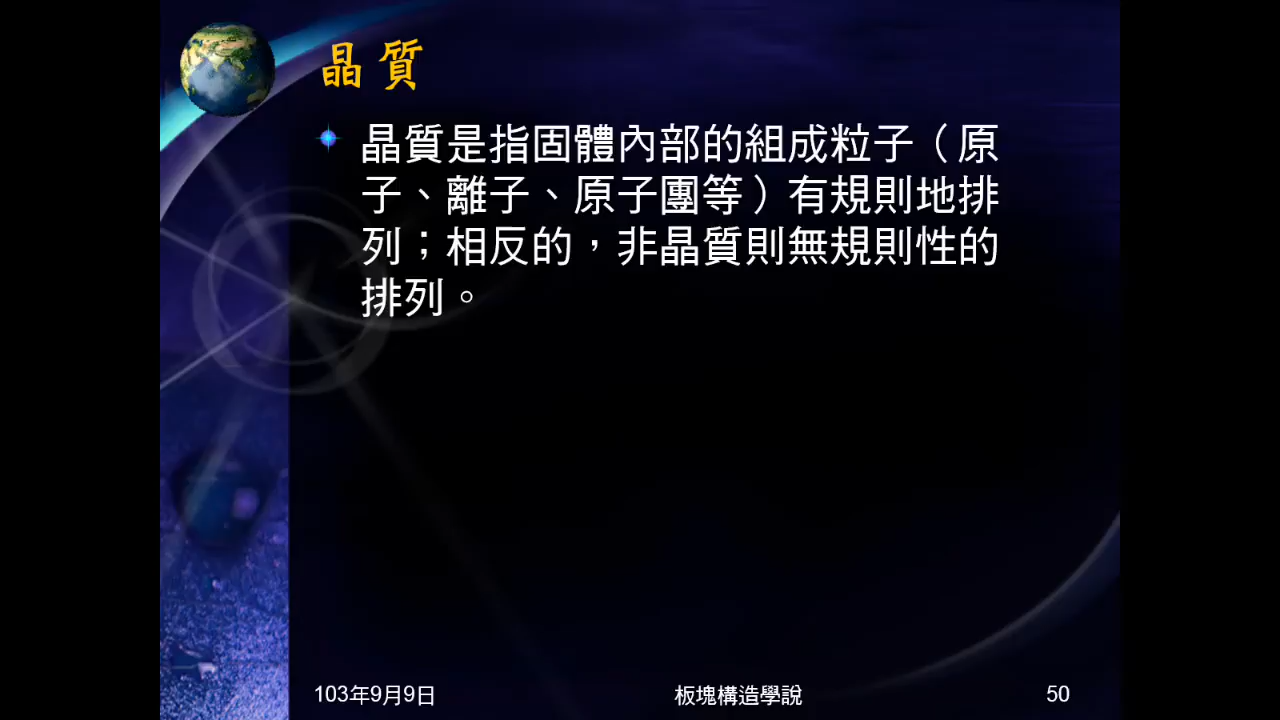 晶質
晶質是指固體內部的組成粒子（原
子、離子、原子團等）有規則地排
列；相反的，非晶質則無規則性的
排列。
103年9月9日
板塊構造學說
50